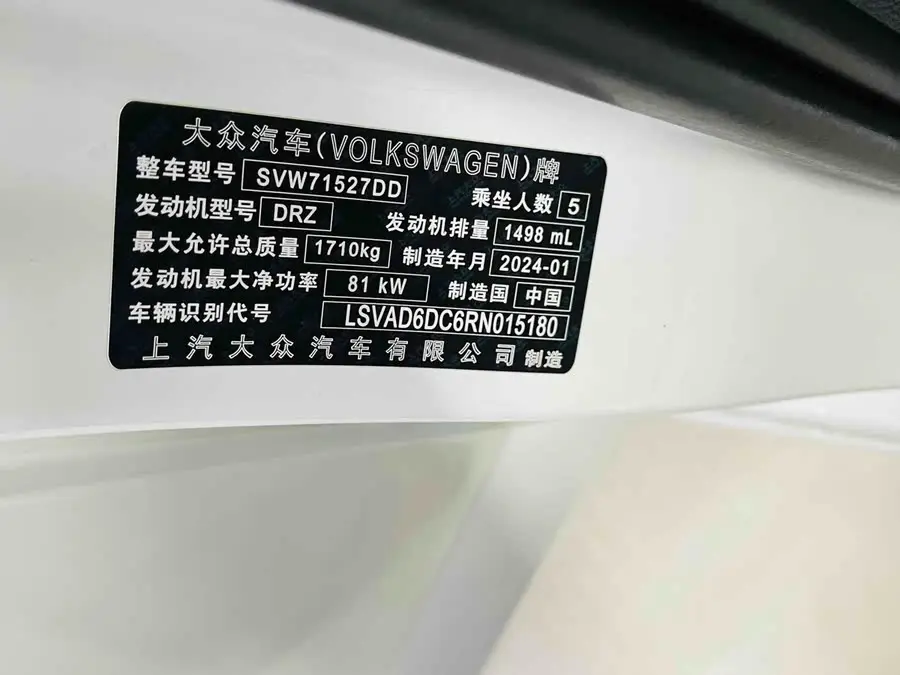 大众汽车(VOLKSWAGEN)牌
整车型号 SVW71527DD 乘坐人数 5
发动机型号 DRZ 发动机排量 1498 mL
最大允许总质量 1710kg 制造年月 2024-01
发动机最大净功率 81 kW 制造国 中国
车辆识别代号 LSVAD6DC6RN015180
上汽大众汽车有限公司 制造